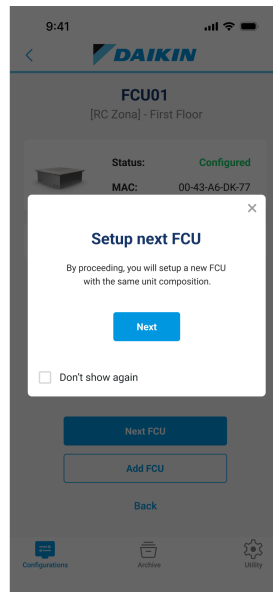 9:41
DAIKIN
FCU01
[RC Zona] - First Floor
Status: Configured
MAC: 00-43-A6-DK-77
Setup next FCU
By proceeding, you will setup a new FCU
with the same unit composition.
Next
Don't show again
Next FCU
Add FCU
Back
Configurations Archive Utility